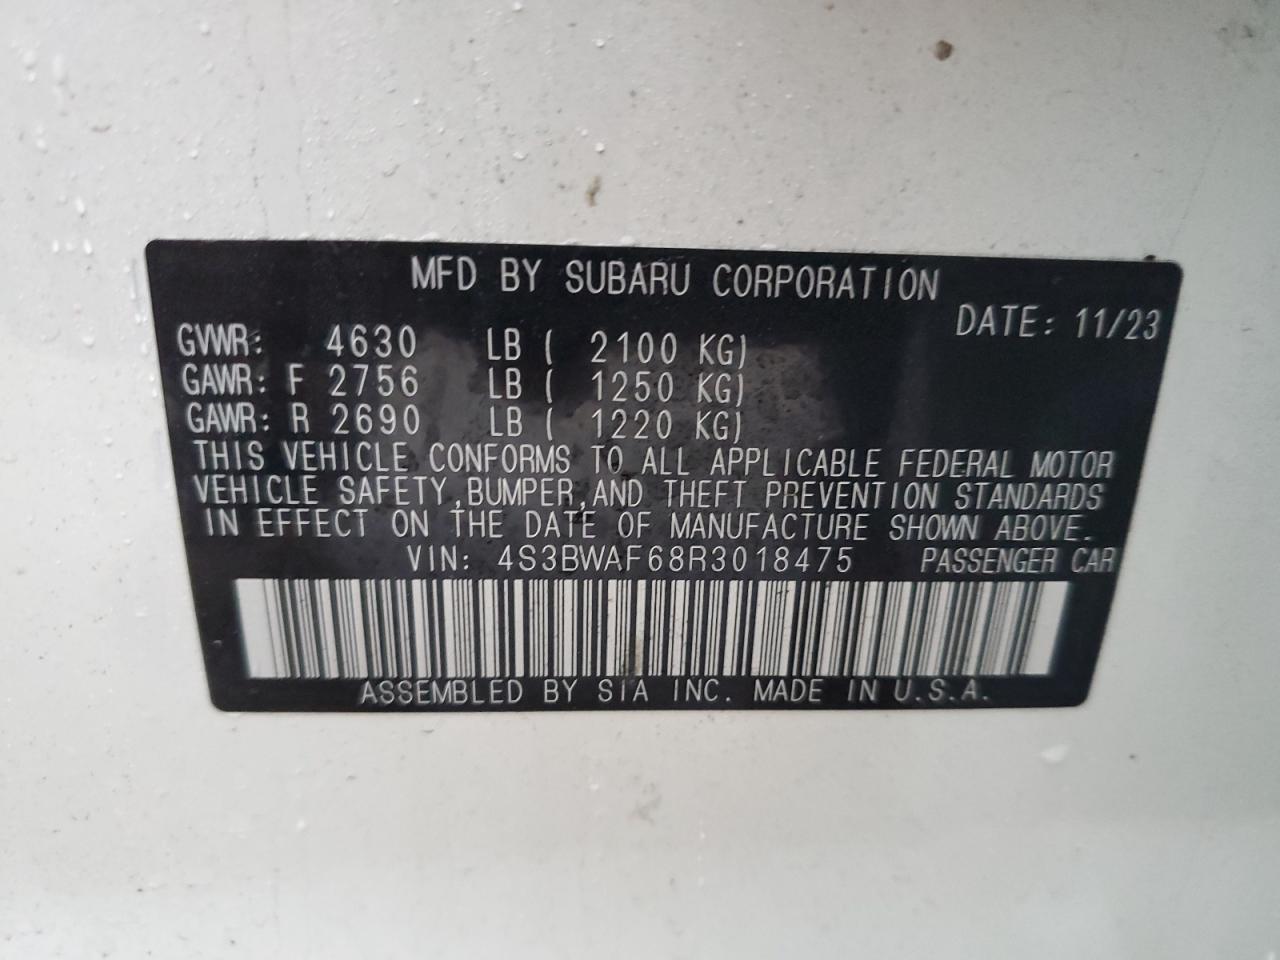 MFD BY SUBARU CORPORATION
DATE: 11/23
GVWR: 4630 LB ( 2100 KG)
GAWR: F 2756 LB ( 1250 KG)
GAWR: R 2690 LB ( 1220 KG)
THIS VEHICLE CONFORMS TO ALL APPLICABLE FEDERAL MOTOR
VEHICLE SAFETY,BUMPER,AND THEFT PREVENTION STANDARDS
IN EFFECT ON THE DATE OF MANUFACTURE SHOWN ABOVE.
VIN: 4S3BWAF68R3018475 PASSENGER CAR
ASSEMBLED BY SIA INC. MADE IN U.S.A.